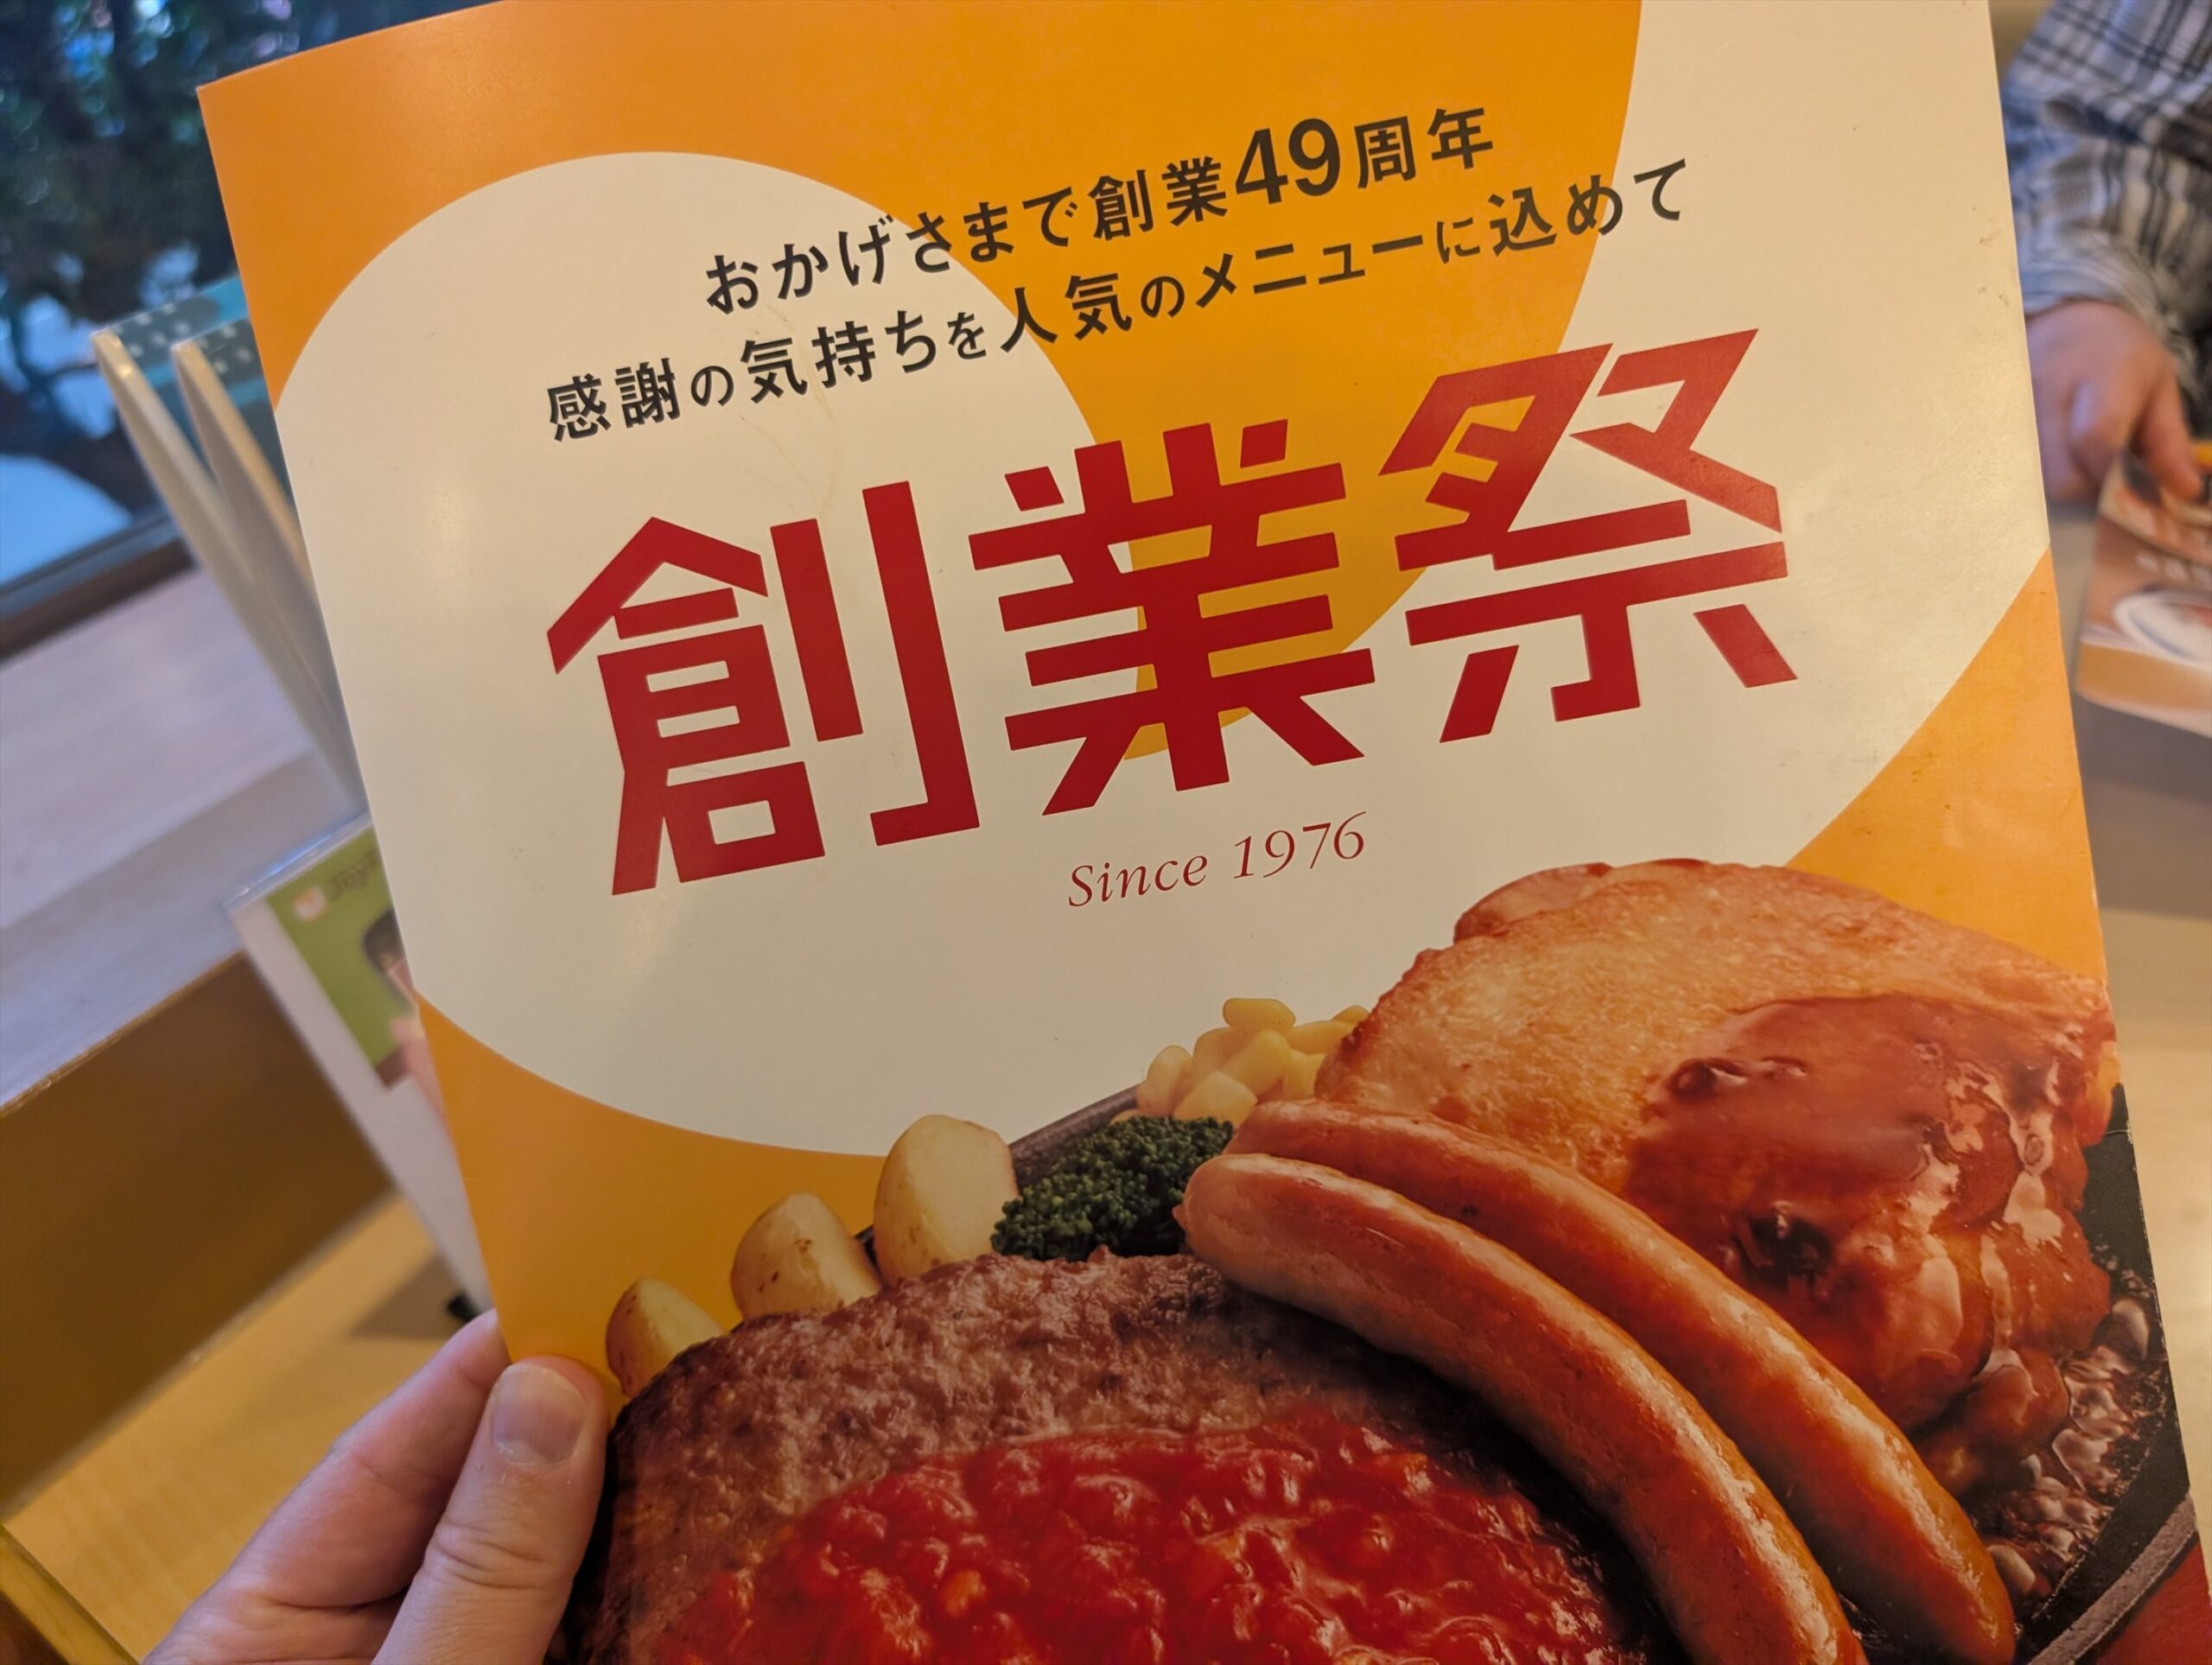 おかげさまで創業49周年
感謝の気持ちを人気のメニューに込めて
創業祭
Since 1976